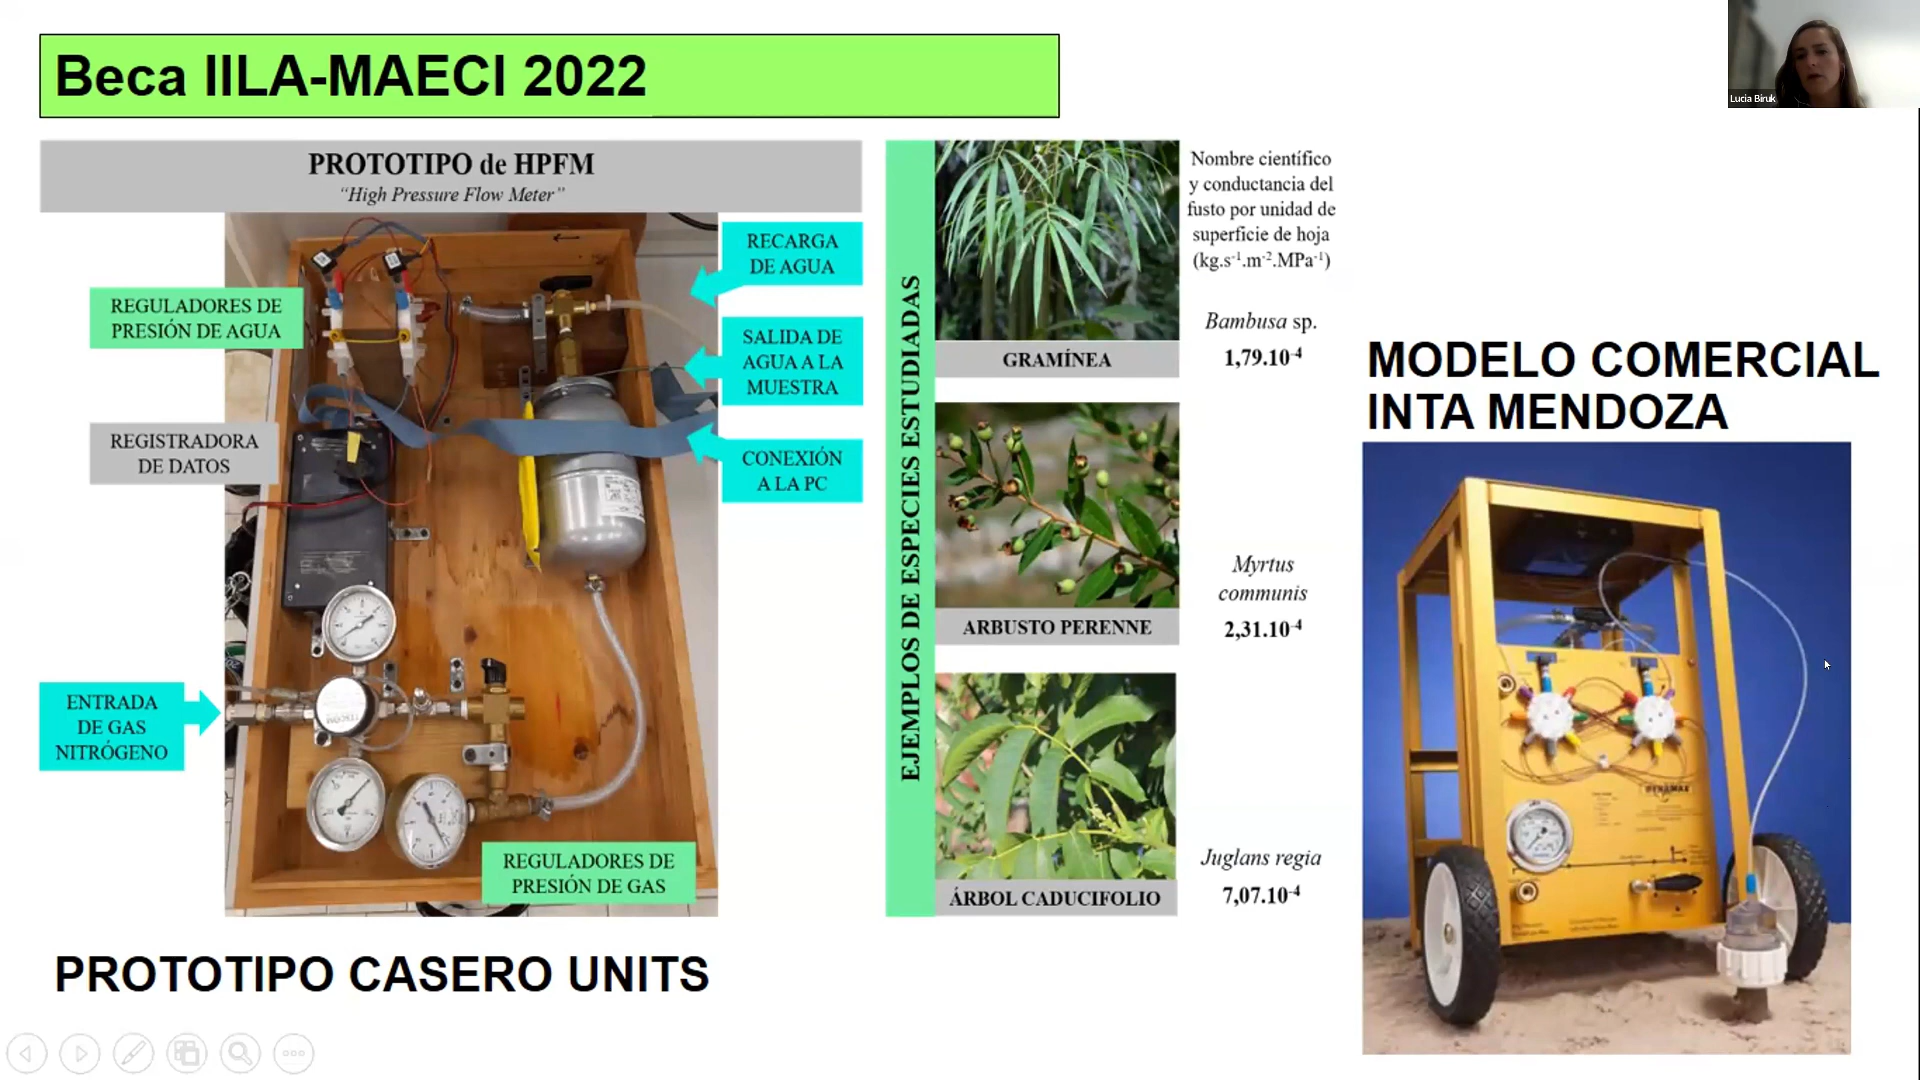 Beca IILA-MAECI 2022
Lucia Biruk
PROTOTIPO de HPFM
“High Pressure Flow Meter”
RECARGA
DE AGUA
REGULADORES DE
PRESIÓN DE AGUA
SALIDA DE
AGUA A LA
MUESTRA
REGISTRADORA
DE DATOS
CONEXIÓN
A LA PC
ENTRADA
DE GAS
NITRÓGENO
REGULADORES DE
PRESIÓN DE GAS
PROTOTIPO CASERO UNITS
EJEMPLOS DE ESPECIES ESTUDIADAS
Nombre científico
y conductancia del
fusto por unidad de
superficie de hoja
(kg.s⁻¹.m⁻².MPa⁻¹)
GRAMÍNEA
Bambusa sp.
1,79.10⁻⁴
ARBUSTO PERENNE
Myrtus
communis
2,31.10⁻⁴
ÁRBOL CADUCIFOLIO
Juglans regia
7,07.10⁻⁴
MODELO COMERCIAL
INTA MENDOZA
DYNAMAX